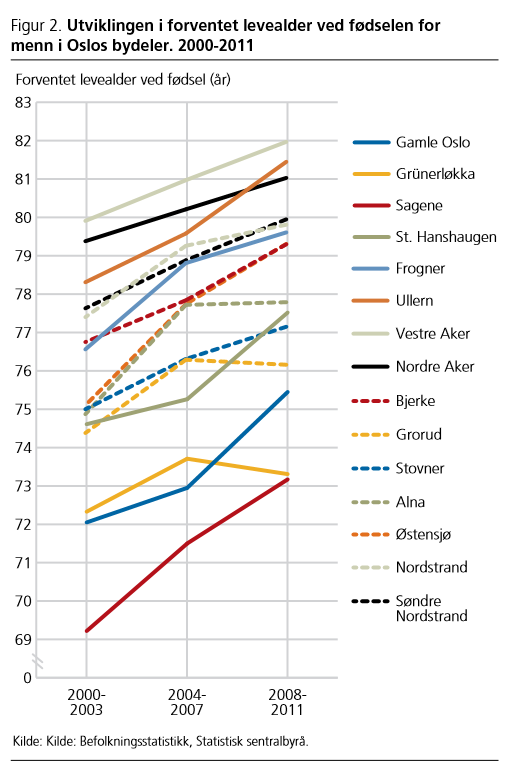 Figur 2. Utviklingen i forventet levealder ved fødselen for
menn i Oslos bydeler. 2000-2011
Forventet levealder ved fødsel (år)
83
82
81
80
79
78
77
76
75
74
73
72
71
70
69
0
2000-
2003
2004-
2007
2008-
2011
Gamle Oslo
Grünerløkka
Sagene
St. Hanshaugen
Frogner
Ullern
Vestre Aker
Nordre Aker
Bjerke
Grorud
Stovner
Alna
Østensjø
Nordstrand
Søndre
Nordstrand
Kilde: Kilde: Befolkningsstatistikk, Statistisk sentralbyrå.